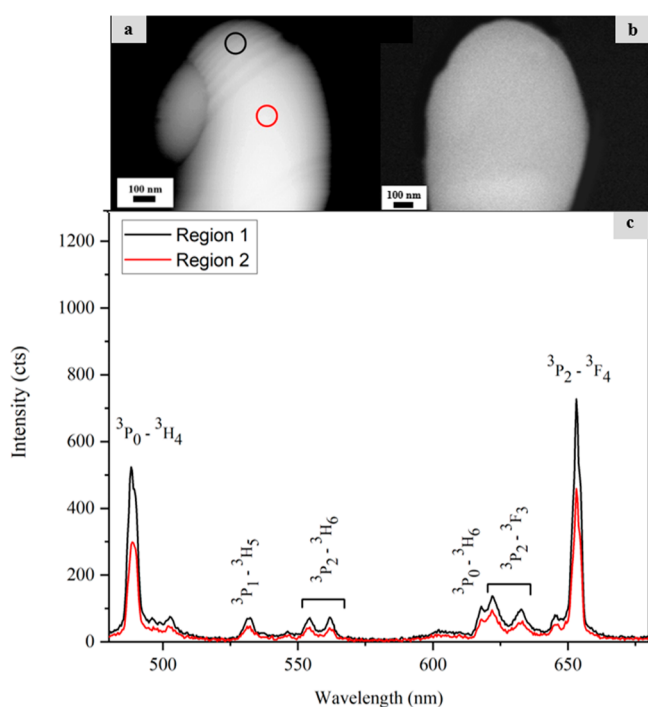 a
b
100 nm
100 nm
c
Region 1
Region 2
1200
1000
800
600
400
200
0
Intensity (cts)
³P₀ - ³H₄
³P₁ - ³H₅
³P₂ - ³H₆
³P₀ - ³H₆
³P₂ - ³F₃
³P₂ - ³F₄
500
550
600
650
Wavelength (nm)